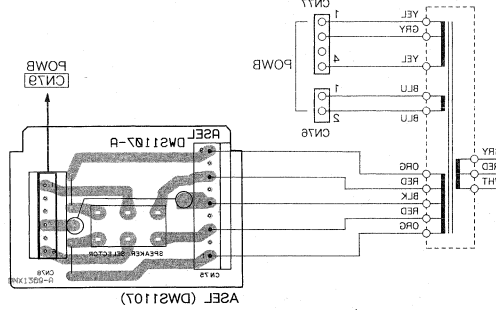 CN77
1
YEL
GRY
4
YEL
POWB
1
BLU
2
BLU
CN76
POWB
CN79
ASEL
DWS1107-A
ORG
RED
BLK
RED
ORG
GRY
RED
WHT
SPEAKER SELECTOR
CN78
CN75
ASEL (DWS1107)